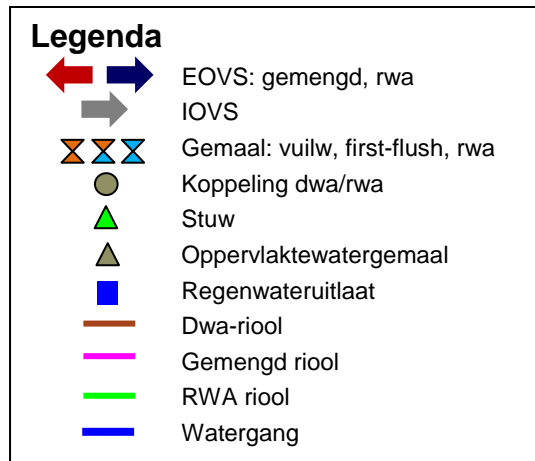 Legenda
EOVS: gemengd, rwa
IOVS
Gemaal: vuilw, first-flush, rwa
Koppeling dwa/rwa
Stuw
Oppervlaktewatergemaal
Regenwateruitlaat
Dwa-riool
Gemengd riool
RWA riool
Watergang